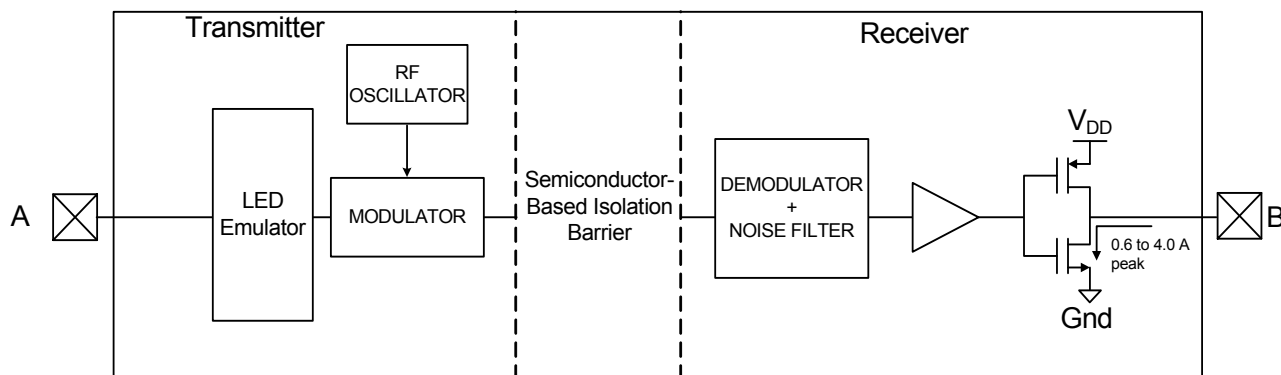 Transmitter
Receiver
RF
OSCILLATOR
V_DD
LED
Emulator
MODULATOR
Semiconductor-
Based Isolation
Barrier
DEMODULATOR
+
NOISE FILTER
A
B
0.6 to 4.0 A
peak
Gnd